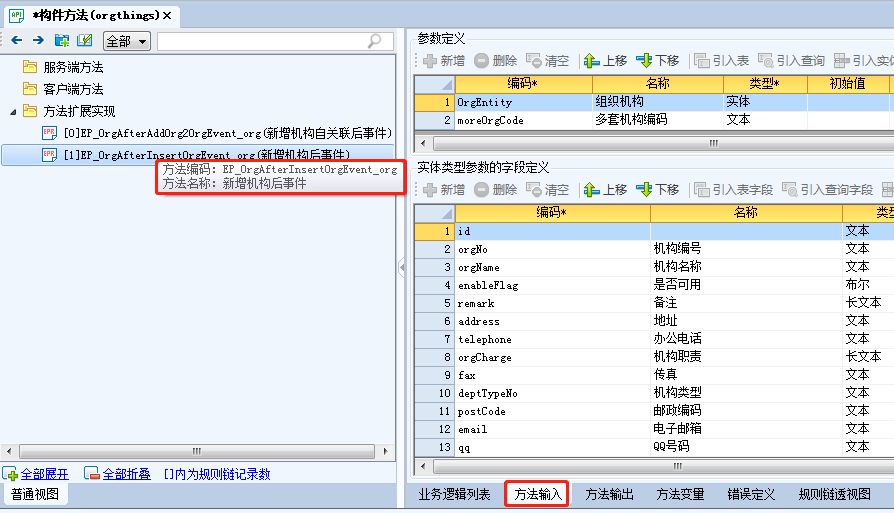 *构件方法(orgthings)
全部
服务端方法
客户端方法
方法扩展实现
[0]EP_OrgAfterAddOrg2OrgEvent_org(新增机构自关联后事件)
[1]EP_OrgAfterInsertOrgEvent_org(新增机构后事件)
方法编码: EP_OrgAfterInsertOrgEvent_org
方法名称: 新增机构后事件
全部展开 全部折叠 []内为规则链记录数
普通视图
参数定义
新增 删除 清空 上移 下移 引入表 引入查询 引入实
编码* 名称 类型* 初始值
1 OrgEntity 组织机构 实体
2 moreOrgCode 多套机构编码 文本
实体类型参数的字段定义
新增 删除 清空 上移 下移 引入表字段 引入查询字段
编码* 名称 类
1 id 文本
2 orgNo 机构编号 文本
3 orgName 机构名称 文本
4 enableFlag 是否可用 布尔
5 remark 备注 长文本
6 address 地址 文本
7 telephone 办公电话 文本
8 orgCharge 机构职责 长文本
9 fax 传真 文本
10 deptTypeNo 机构类型 文本
11 postCode 邮政编码 文本
12 email 电子邮箱 文本
13 qq QQ号码 文本
业务逻辑列表 方法输入 方法输出 方法变量 错误定义 规则链透视图